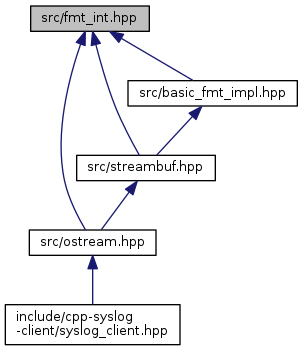 src/fmt_int.hpp
src/basic_fmt_impl.hpp
src/streambuf.hpp
src/ostream.hpp
include/cpp-syslog
-client/syslog_client.hpp